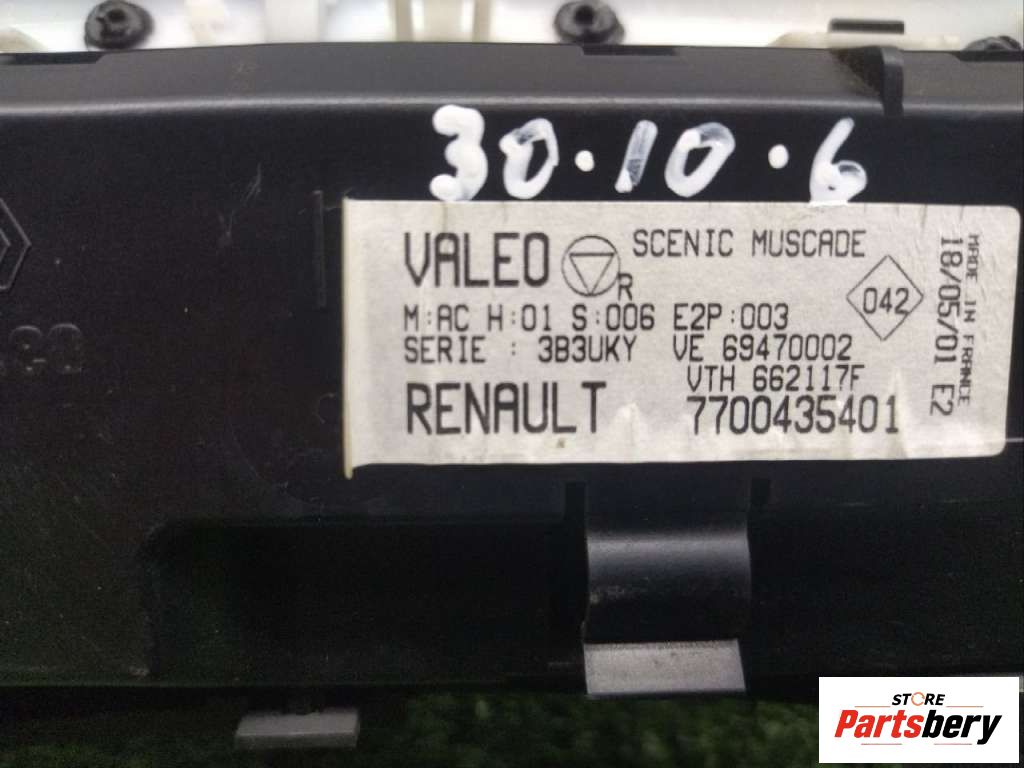 30.10.6
VALEO R SCENIC MUSCADE
M:AC H:01 S:006 E2P:003
SERIE : 3B3UKY VE 69470002
VTH 662117F
RENAULT 7700435401
042
MADE IN FRANCE
18/05/01 E2
STORE
Partsbery